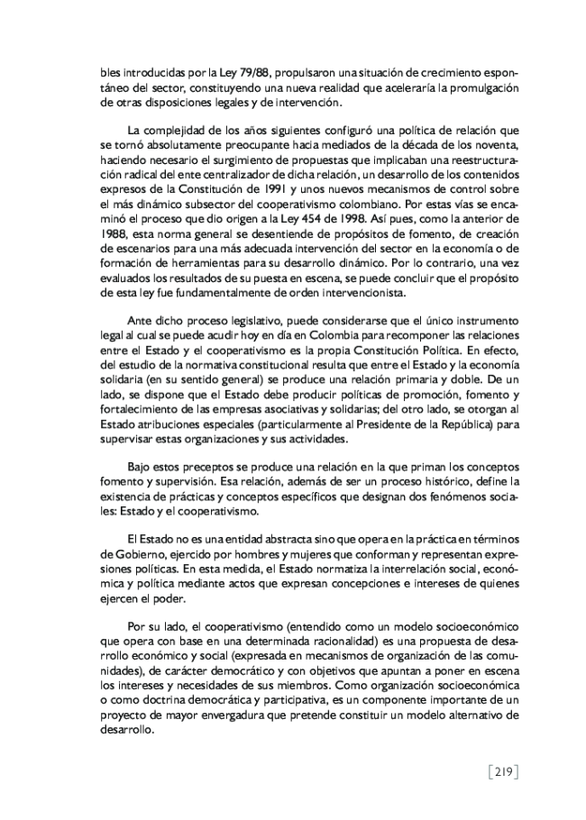 bles introducidas por la Ley 79/88, propulsaron una situación de crecimiento espon-
táneo del sector, constituyendo una nueva realidad que aceleraría la promulgación
de otras disposiciones legales y de intervención.
La complejidad de los años siguientes configuró una política de relación que
se tornó absolutamente preocupante hacia mediados de la década de los noventa,
haciendo necesario el surgimiento de propuestas que implicaban una reestructura-
ción radical del ente centralizador de dicha relación, un desarrollo de los contenidos
expresos de la Constitución de 1991 y unos nuevos mecanismos de control sobre
el más dinámico subsector del cooperativismo colombiano. Por estas vías se enca-
minó el proceso que dio origen a la Ley 454 de 1998. Así pues, como la anterior de
1988, esta norma general se desentiende de propósitos de fomento, de creación
de escenarios para una más adecuada intervención del sector en la economía o de
formación de herramientas para su desarrollo dinámico. Por lo contrario, una vez
evaluados los resultados de su puesta en escena, se puede concluir que el propósito
de esta ley fue fundamentalmente de orden intervencionista.
Ante dicho proceso legislativo, puede considerarse que el único instrumento
legal al cual se puede acudir hoy en día en Colombia para recomponer las relaciones
entre el Estado y el cooperativismo es la propia Constitución Política. En efecto,
del estudio de la normativa constitucional resulta que entre el Estado y la economía
solidaria (en su sentido general) se produce una relación primaria y doble. De un
lado, se dispone que el Estado debe producir políticas de promoción, fomento y
fortalecimiento de las empresas asociativas y solidarias; del otro lado, se otorgan al
Estado atribuciones especiales (particularmente al Presidente de la República) para
supervisar estas organizaciones y sus actividades.
Bajo estos preceptos se produce una relación en la que priman los conceptos
fomento y supervisión. Esa relación, además de ser un proceso histórico, define la
existencia de prácticas y conceptos específicos que designan dos fenómenos socia-
les: Estado y el cooperativismo.
El Estado no es una entidad abstracta sino que opera en la práctica en términos
de Gobierno, ejercido por hombres y mujeres que conforman y representan expre-
siones políticas. En esta medida, el Estado normatiza la interrelación social, econó-
mica y política mediante actos que expresan concepciones e intereses de quienes
ejercen el poder.
Por su lado, el cooperativismo (entendido como un modelo socioeconómico
que opera con base en una determinada racionalidad) es una propuesta de desa-
rrollo económico y social (expresada en mecanismos de organización de las comu-
nidades), de carácter democrático y con objetivos que apuntan a poner en escena
los intereses y necesidades de sus miembros. Como organización socioeconómica
o como doctrina democrática y participativa, es un componente importante de un
proyecto de mayor envergadura que pretende constituir un modelo alternativo de
desarrollo.
[219]